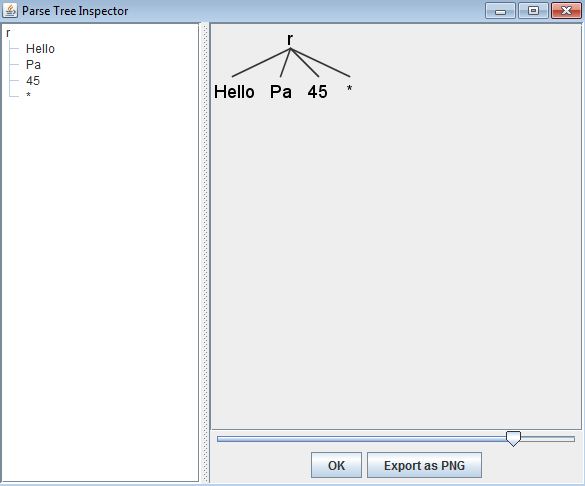 Parse Tree Inspector
r
Hello
Pa
45
*
r
Hello Pa 45 *
OK Export as PNG